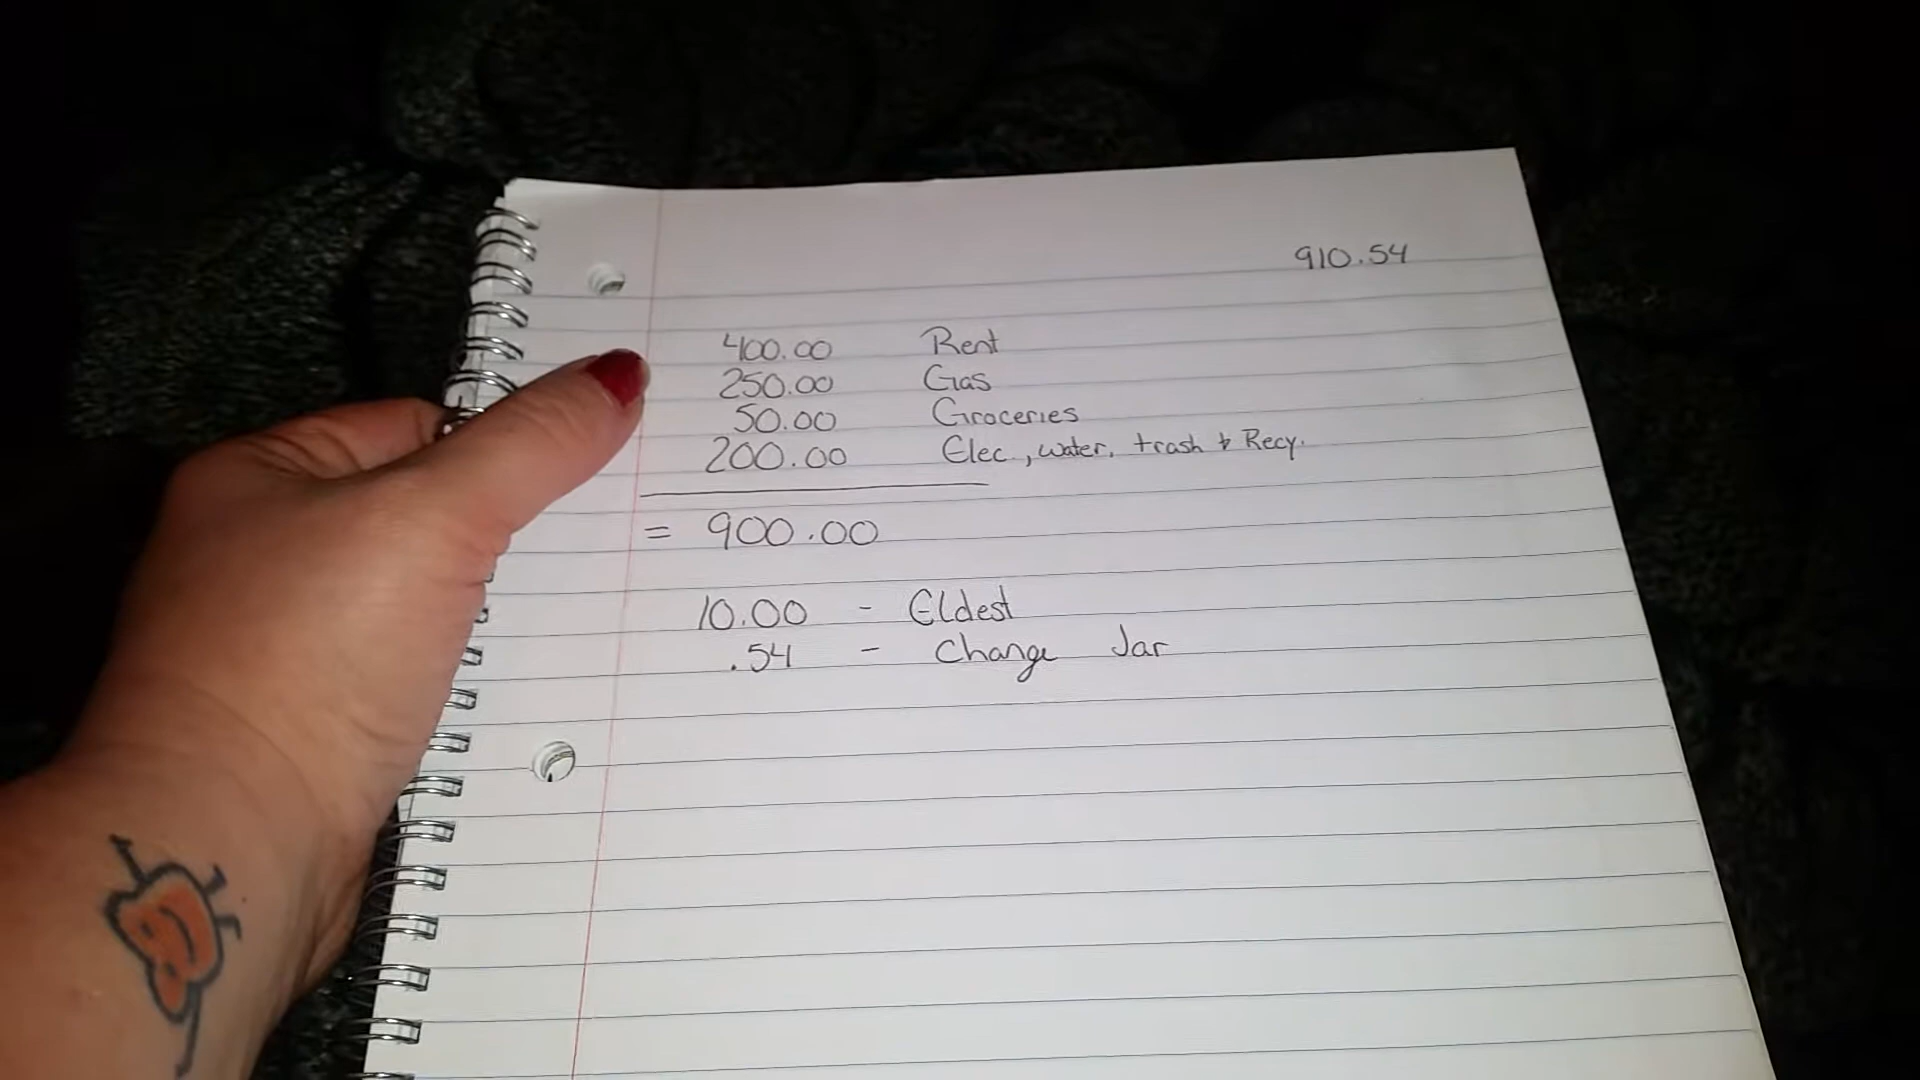 910.54
400.00 Rent
250.00 Gas
50.00 Groceries
200.00 Elec, water, trash & Recy.
= 900.00
10.00 - Eldest
.54 - Change Jar